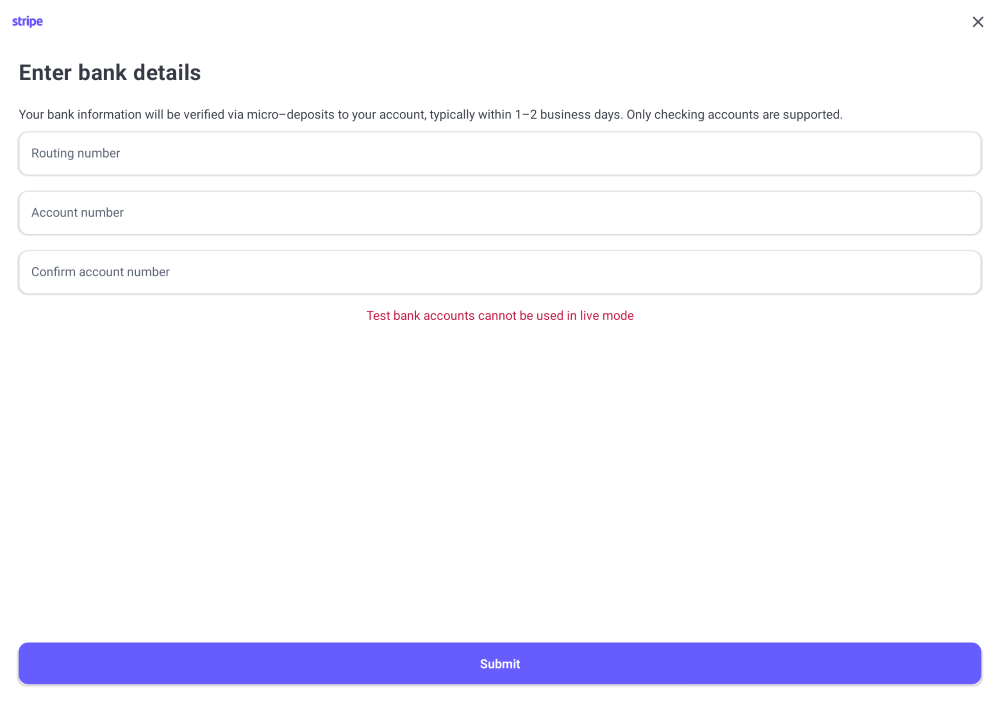 stripe
Enter bank details
Your bank information will be verified via micro–deposits to your account, typically within 1–2 business days. Only checking accounts are supported.
Routing number
Account number
Confirm account number
Test bank accounts cannot be used in live mode
Submit